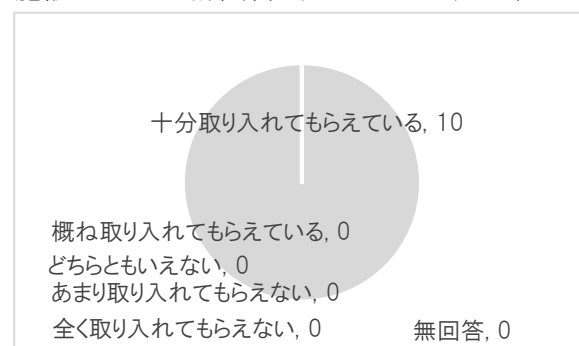 十分取り入れてもらえている, 10
概ね取り入れてもらえている, 0
どちらともいえない, 0
あまり取り入れてもらえない, 0
全く取り入れてもらえない, 0
無回答, 0